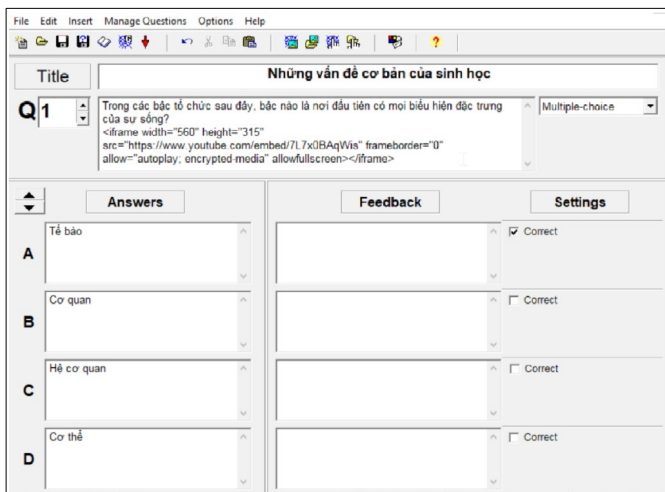 File Edit Insert Manage Questions Options Help
Title
Những vấn đề cơ bản của sinh học
Q 1
Trong các bậc tổ chức sau đây, bậc nào là nơi đầu tiên có mọi biểu hiện đặc trưng
của sự sống?
<iframe width="560" height="315"
src="https://www.youtube.com/embed/7L7x0BAqWis" frameborder="0"
allow="autoplay; encrypted-media" allowfullscreen></iframe>
Multiple-choice
Answers
Feedback
Settings
A
Tế bào
Correct
B
Cơ quan
Correct
C
Hệ cơ quan
Correct
D
Cơ thể
Correct